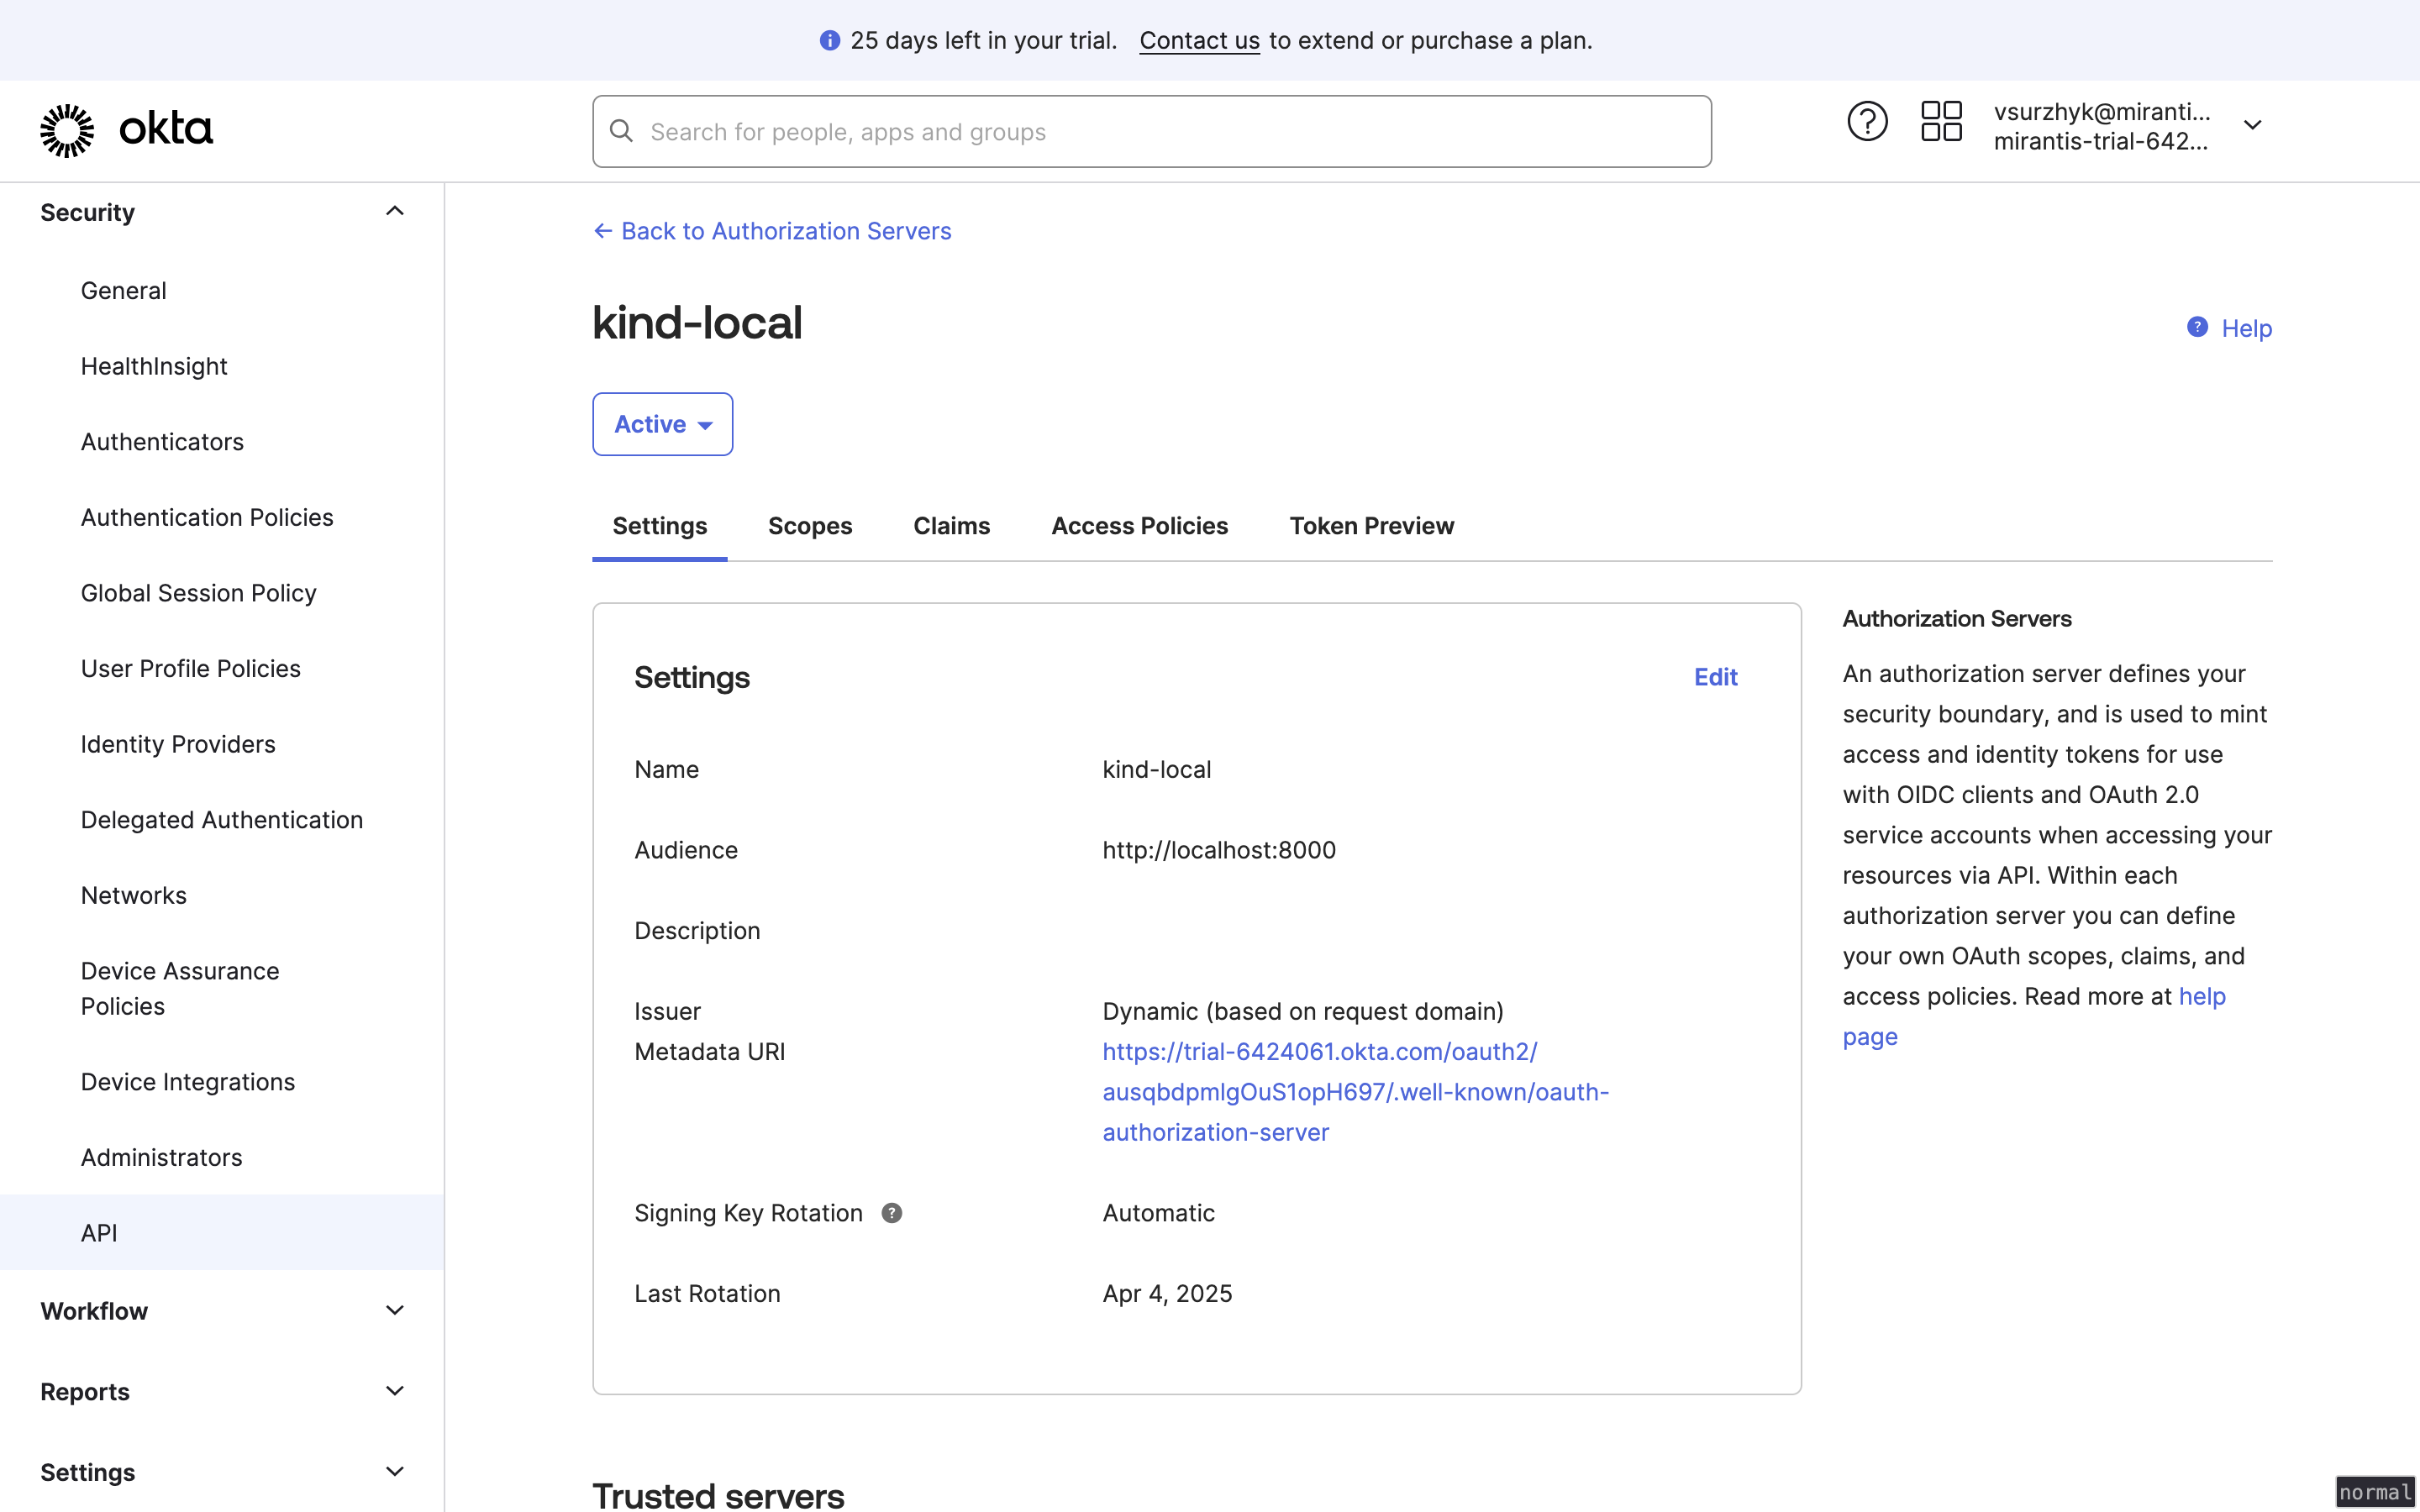 25 days left in your trial. Contact us to extend or purchase a plan.
okta
Search for people, apps and groups
vsurzhyk@miranti...
mirantis-trial-642...
Security
General
HealthInsight
Authenticators
Authentication Policies
Global Session Policy
User Profile Policies
Identity Providers
Delegated Authentication
Networks
Device Assurance
Policies
Device Integrations
Administrators
API
Workflow
Reports
Settings
← Back to Authorization Servers
kind-local
Help
Active
Settings Scopes Claims Access Policies Token Preview
Settings
Edit
Name kind-local
Audience http://localhost:8000
Description
Issuer Dynamic (based on request domain)
Metadata URI https://trial-6424061.okta.com/oauth2/
ausqbdpmlgOuS1opH697/.well-known/oauth-
authorization-server
Signing Key Rotation Automatic
Last Rotation Apr 4, 2025
Authorization Servers
An authorization server defines your
security boundary, and is used to mint
access and identity tokens for use
with OIDC clients and OAuth 2.0
service accounts when accessing your
resources via API. Within each
authorization server you can define
your own OAuth scopes, claims, and
access policies. Read more at help
page
Trusted servers
normal